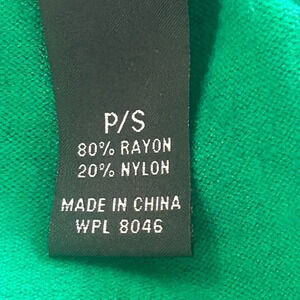 P/S
80% RAYON
20% NYLON
MADE IN CHINA
WPL 8046